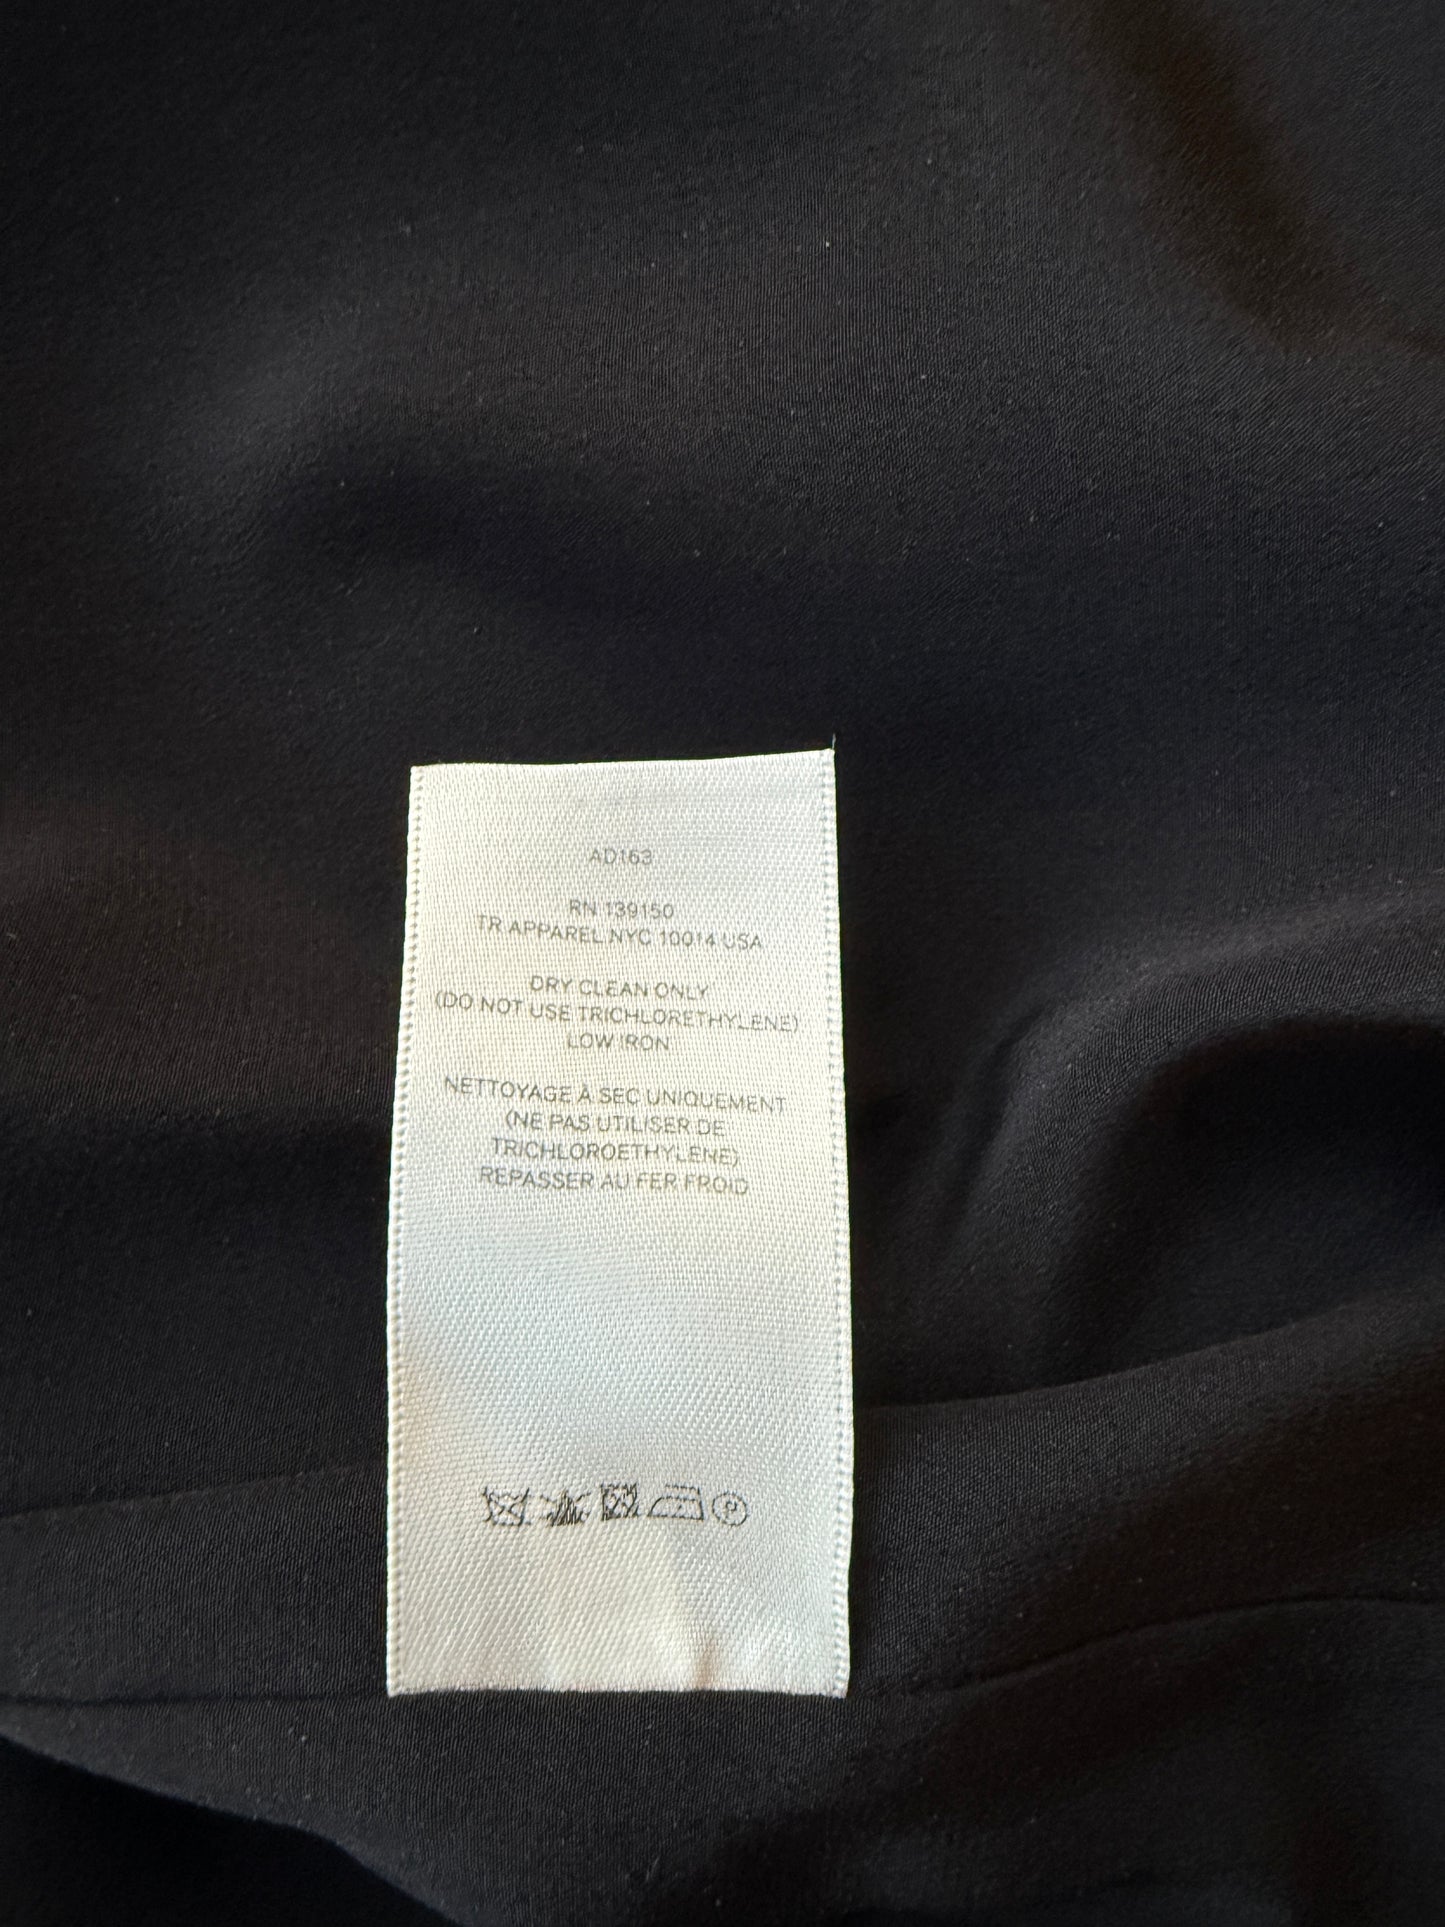 AD163
RN 139150
TR APPAREL NYC 10014 USA
DRY CLEAN ONLY
(DO NOT USE TRICHLORETHYLENE)
LOW IRON
NETTOYAGE À SEC UNIQUEMENT
(NE PAS UTILISER DE
TRICHLOROETHYLENE)
REPASSER AU FER FROID
P